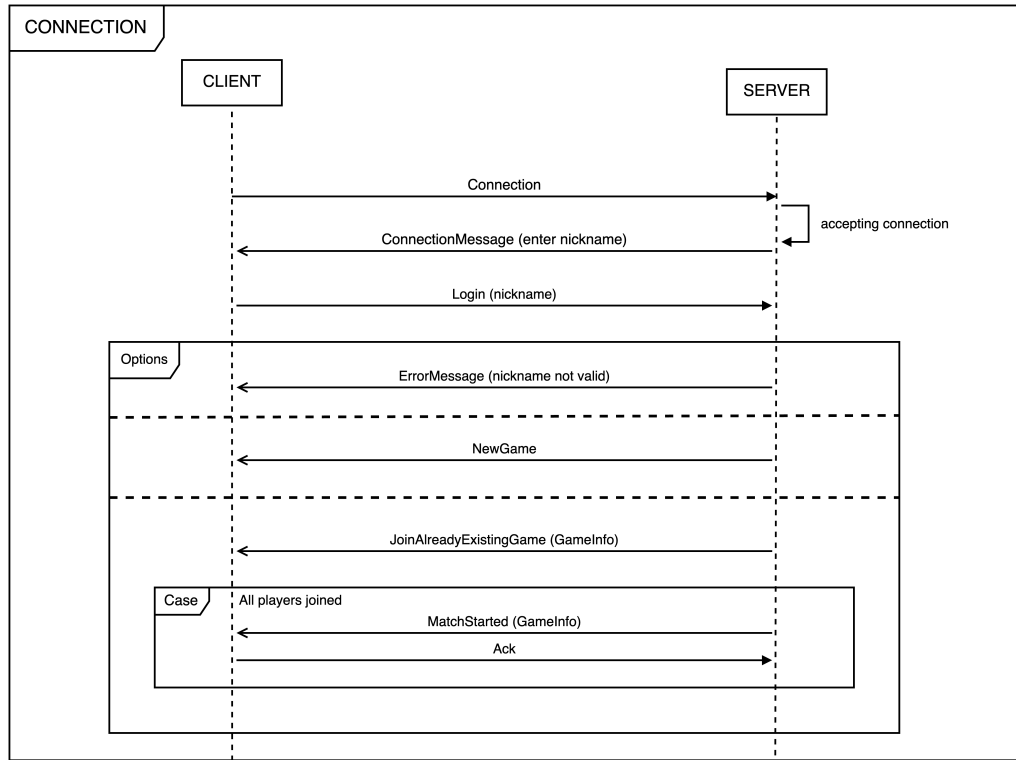 CONNECTION
CLIENT
SERVER
Connection
accepting connection
ConnectionMessage (enter nickname)
Login (nickname)
Options
ErrorMessage (nickname not valid)
NewGame
JoinAlreadyExistingGame (GameInfo)
Case
All players joined
MatchStarted (GameInfo)
Ack